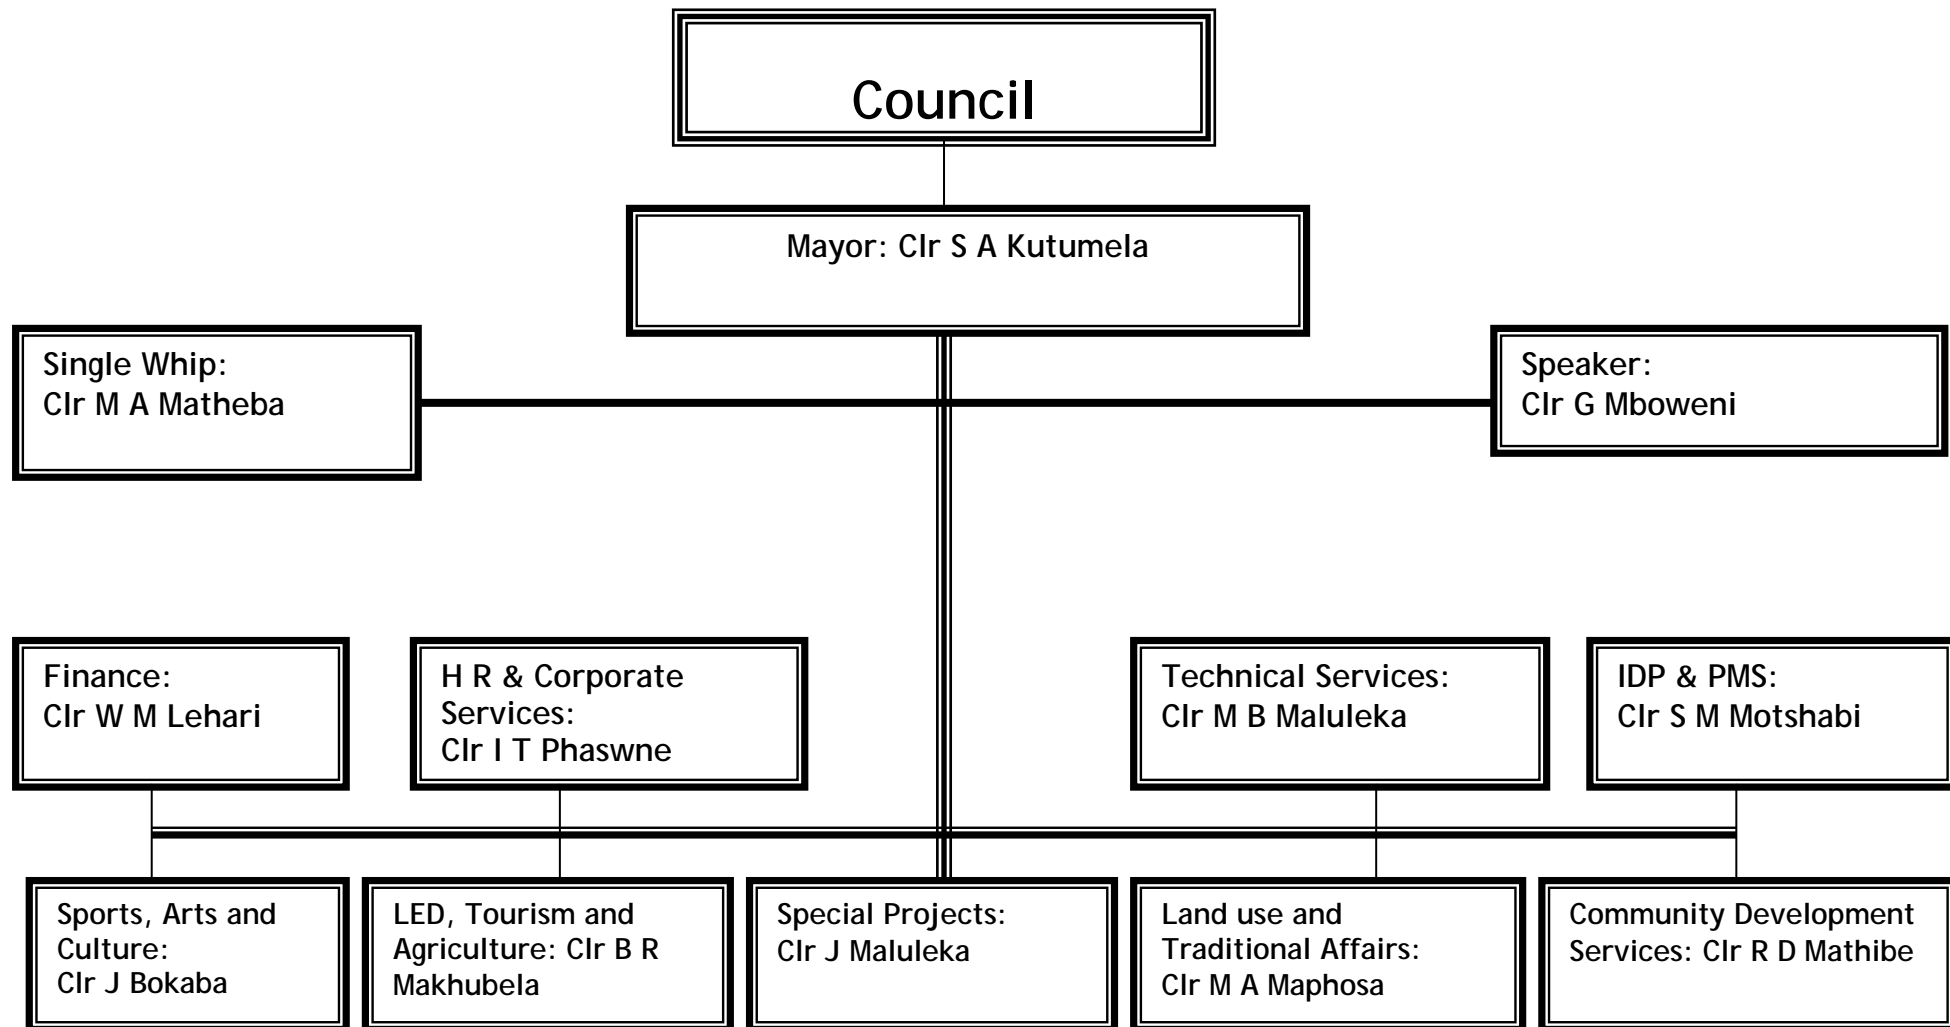 Council
Mayor: Clr S A Kutumela
Single Whip:
Clr M A Matheba
Speaker:
Clr G Mboweni
Finance:
Clr W M Lehari
H R & Corporate
Services:
Clr I T Phaswne
Technical Services:
Clr M B Maluleka
IDP & PMS:
Clr S M Motshabi
Sports, Arts and
Culture:
Clr J Bokaba
LED, Tourism and
Agriculture: Clr B R
Makhubela
Special Projects:
Clr J Maluleka
Land use and
Traditional Affairs:
Clr M A Maphosa
Community Development
Services: Clr R D Mathibe